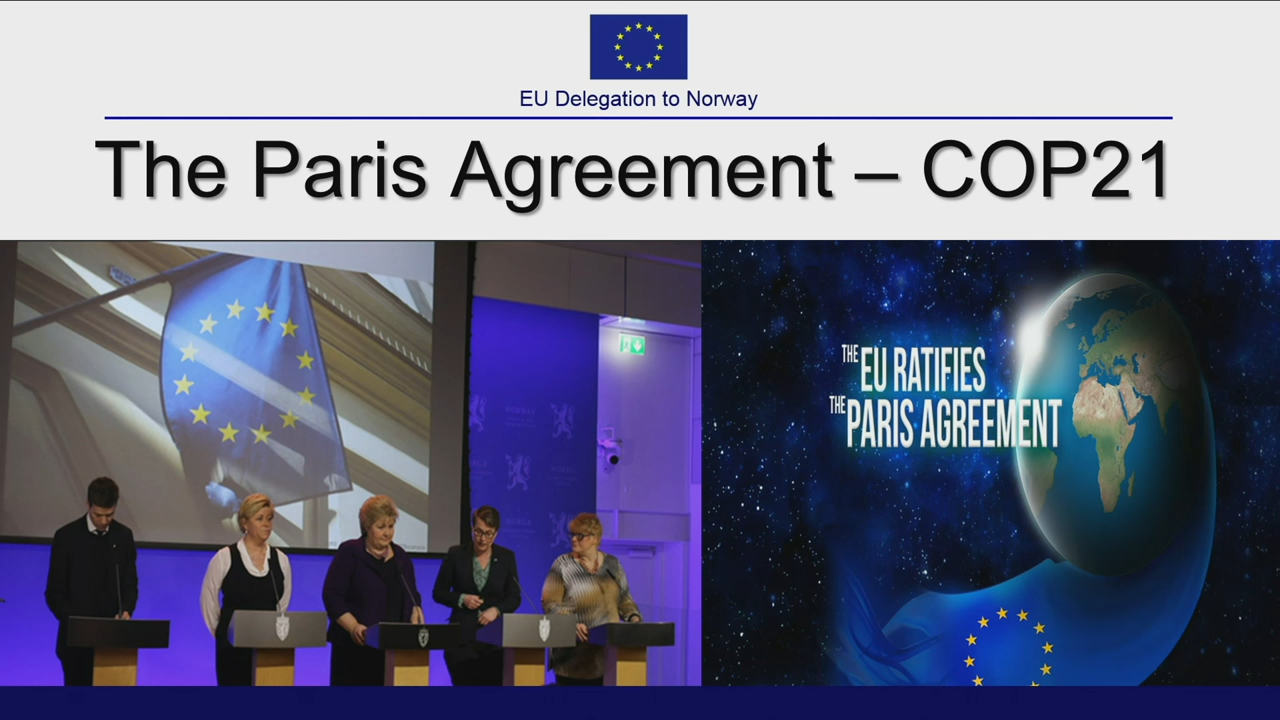 EU Delegation to Norway
The Paris Agreement – COP21
THE EU RATIFIES
THE PARIS AGREEMENT